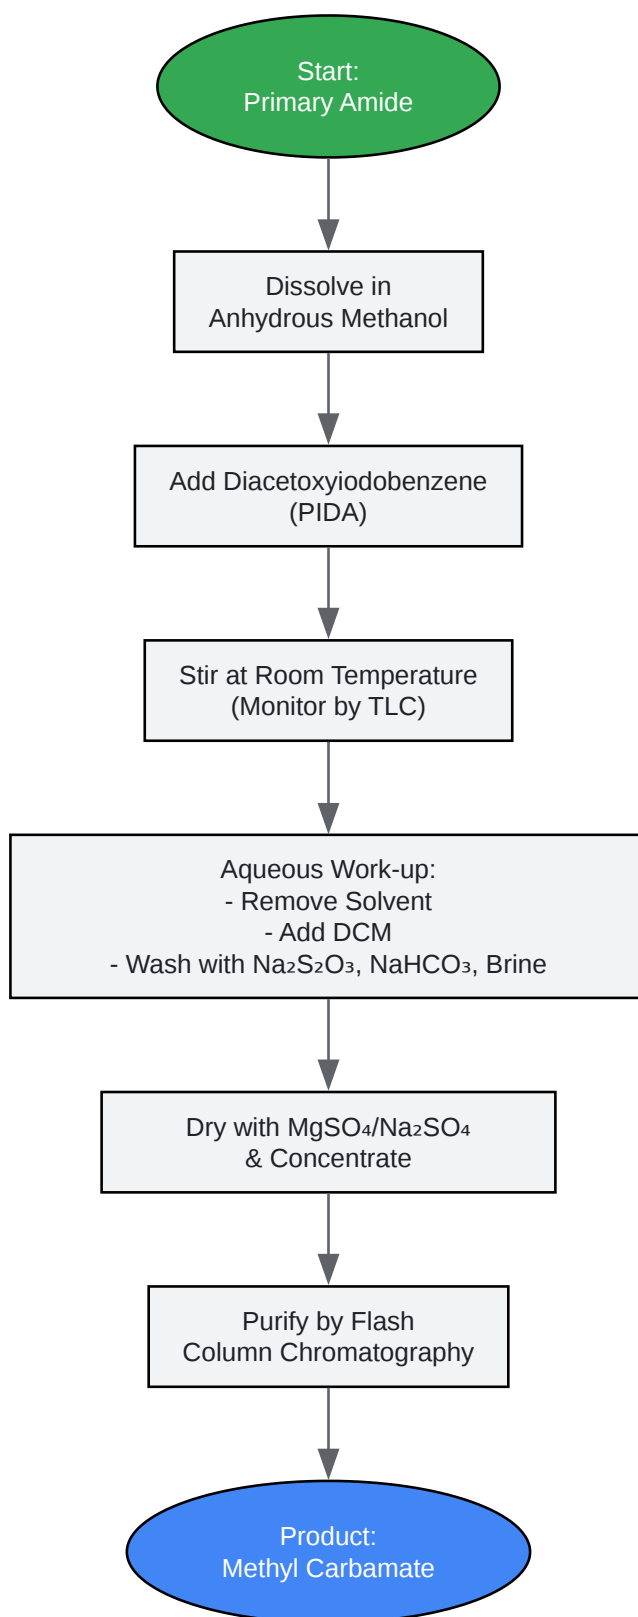 Start:
Primary Amide
Dissolve in
Anhydrous Methanol
Add Diacetoxyiodobenzene
(PIDA)
Stir at Room Temperature
(Monitor by TLC)
Aqueous Work-up:
- Remove Solvent
- Add DCM
- Wash with Na₂S₂O₃, NaHCO₃, Brine
Dry with MgSO₄/Na₂SO₄
& Concentrate
Purify by Flash
Column Chromatography
Product:
Methyl Carbamate